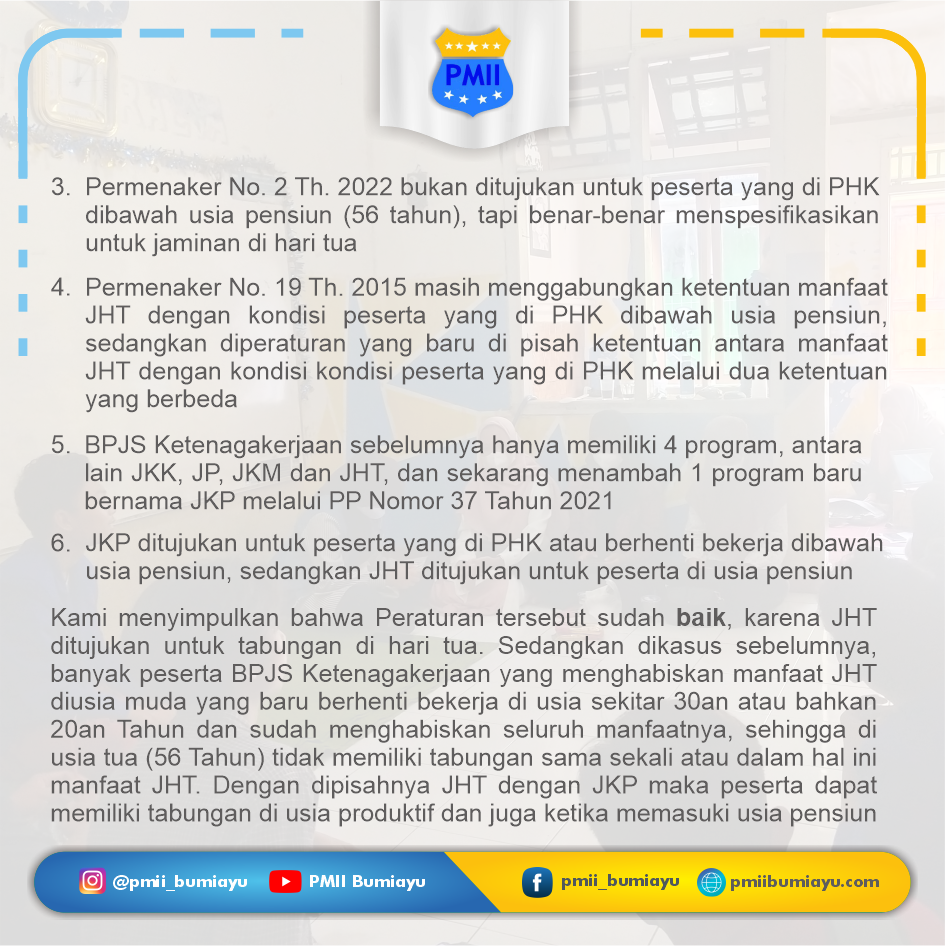 PMII
3. Permenaker No. 2 Th. 2022 bukan ditujukan untuk peserta yang di PHK
dibawah usia pensiun (56 tahun), tapi benar-benar menspesifikasikan
untuk jaminan di hari tua
4. Permenaker No. 19 Th. 2015 masih menggabungkan ketentuan manfaat
JHT dengan kondisi peserta yang di PHK dibawah usia pensiun,
sedangkan diperaturan yang baru di pisah ketentuan antara manfaat
JHT dengan kondisi kondisi peserta yang di PHK melalui dua ketentuan
yang berbeda
5. BPJS Ketenagakerjaan sebelumnya hanya memiliki 4 program, antara
lain JKK, JP, JKM dan JHT, dan sekarang menambah 1 program baru
bernama JKP melalui PP Nomor 37 Tahun 2021
6. JKP ditujukan untuk peserta yang di PHK atau berhenti bekerja dibawah
usia pensiun, sedangkan JHT ditujukan untuk peserta di usia pensiun
Kami menyimpulkan bahwa Peraturan tersebut sudah baik, karena JHT
ditujukan untuk tabungan di hari tua. Sedangkan dikasus sebelumnya,
banyak peserta BPJS Ketenagakerjaan yang menghabiskan manfaat JHT
diusia muda yang baru berhenti bekerja di usia sekitar 30an atau bahkan
20an Tahun dan sudah menghabiskan seluruh manfaatnya, sehingga di
usia tua (56 Tahun) tidak memiliki tabungan sama sekali atau dalam hal ini
manfaat JHT. Dengan dipisahnya JHT dengan JKP maka peserta dapat
memiliki tabungan di usia produktif dan juga ketika memasuki usia pensiun
@pmii_bumiayu PMII Bumiayu pmii_bumiayu pmiibumiayu.com